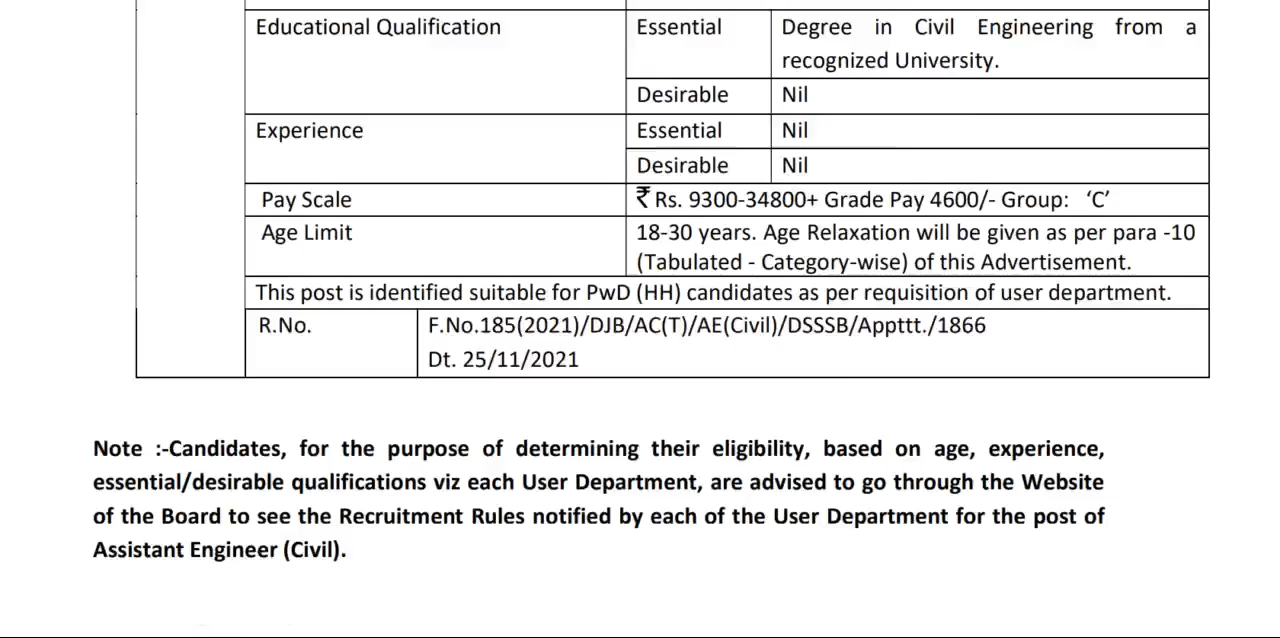 Educational Qualification Essential Degree in Civil Engineering from a
recognized University.
Desirable Nil
Experience Essential Nil
Desirable Nil
Pay Scale ₹ Rs. 9300-34800+ Grade Pay 4600/- Group: ‘C’
Age Limit 18-30 years. Age Relaxation will be given as per para -10
(Tabulated - Category-wise) of this Advertisement.
This post is identified suitable for PwD (HH) candidates as per requisition of user department.
R.No. F.No.185(2021)/DJB/AC(T)/AE(Civil)/DSSSB/Apptt./1866
Dt. 25/11/2021
Note :-Candidates, for the purpose of determining their eligibility, based on age, experience,
essential/desirable qualifications viz each User Department, are advised to go through the Website
of the Board to see the Recruitment Rules notified by each of the User Department for the post of
Assistant Engineer (Civil).